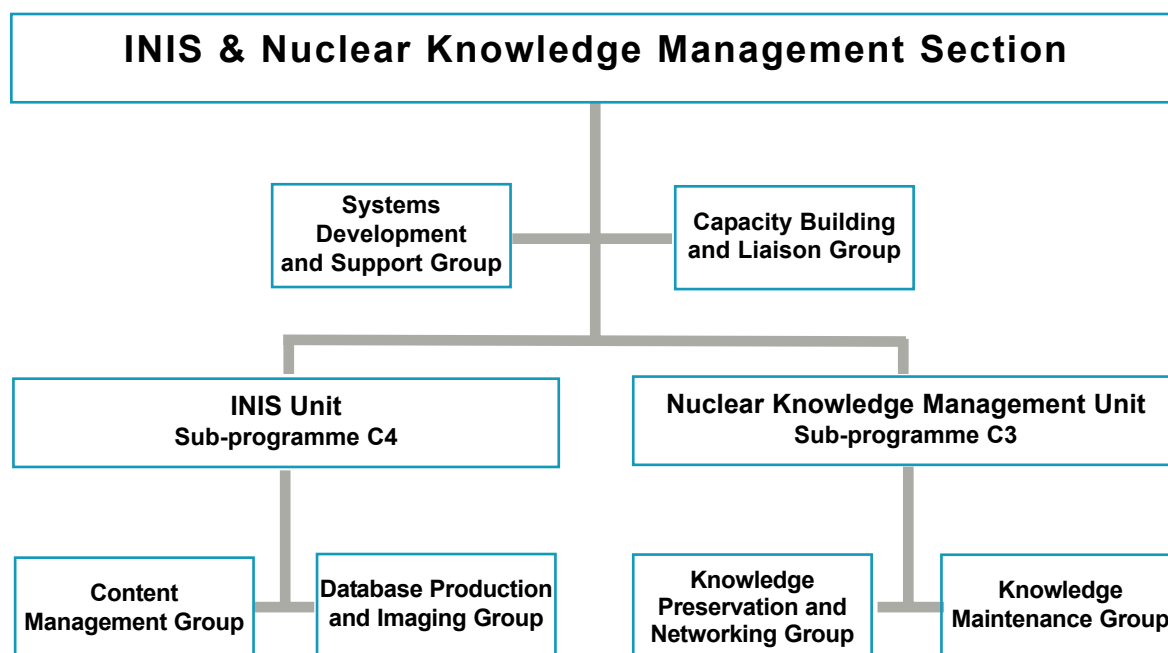 INIS & Nuclear Knowledge Management Section
Systems
Development
and Support Group
Capacity Building
and Liaison Group
INIS Unit
Sub-programme C4
Nuclear Knowledge Management Unit
Sub-programme C3
Content
Management Group
Database Production
and Imaging Group
Knowledge
Preservation and
Networking Group
Knowledge
Maintenance Group